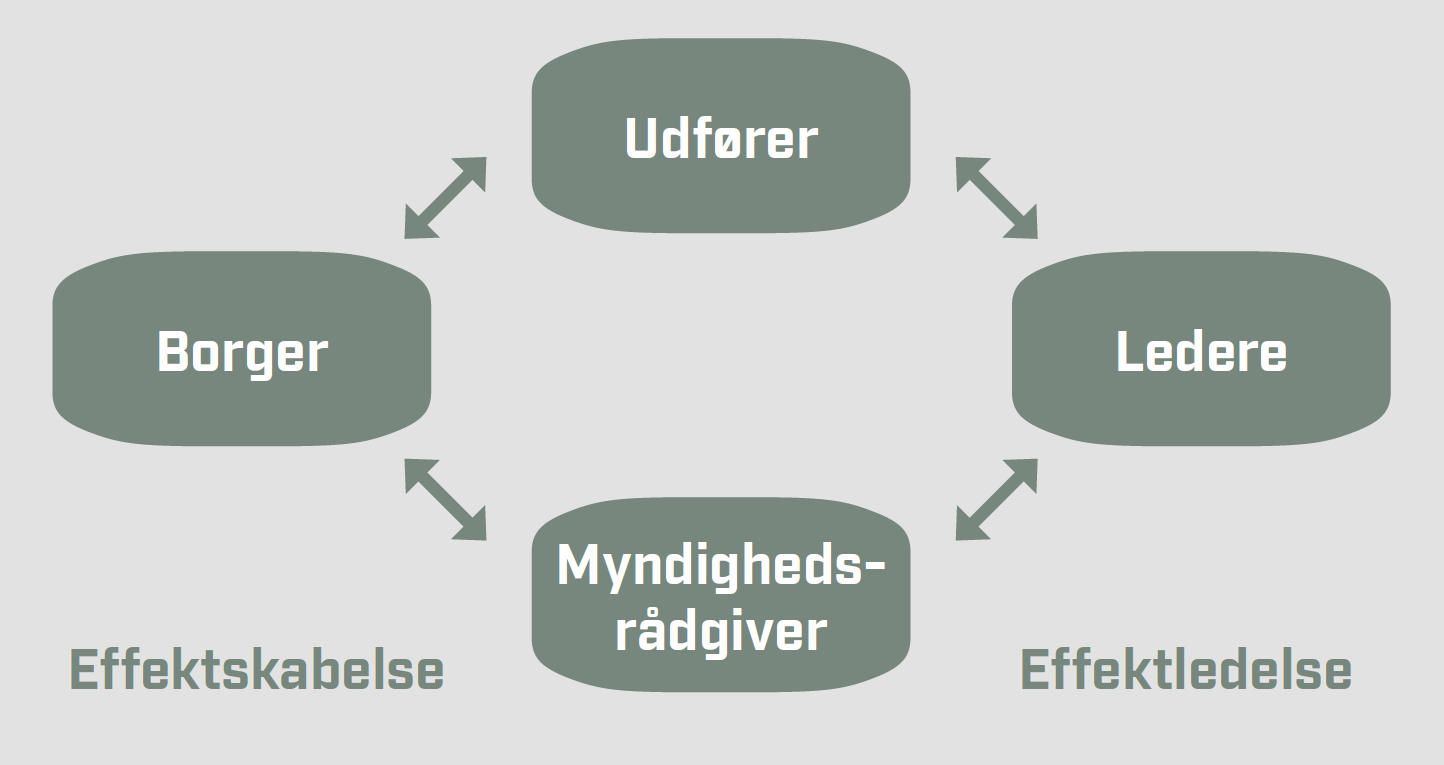 Udfører
Borger
Ledere
Myndigheds-
rådgiver
Effektskabelse
Effektledelse